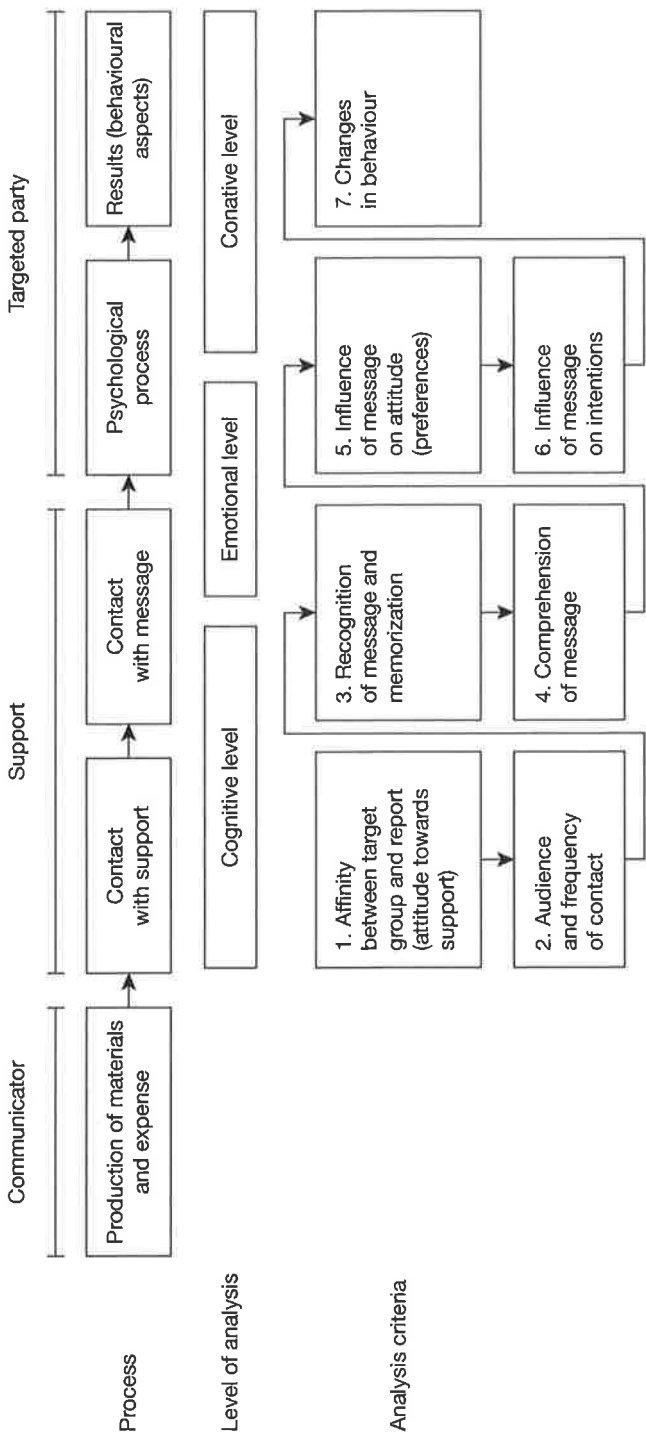 Communicator
Support
Targeted party
Process
Production of materials
and expense
Contact
with support
Contact
with message
Psychological
process
Results (behavioural
aspects)
Level of analysis
Cognitive level
Emotional level
Conative level
Analysis criteria
1. Affinity
between target
group and report
(attitude towards
support)
2. Audience
and frequency
of contact
3. Recognition
of message and
memorization
4. Comprehension
of message
5. Influence
of message
on attitude
(preferences)
6. Influence
of message
on intentions
7. Changes
in behaviour